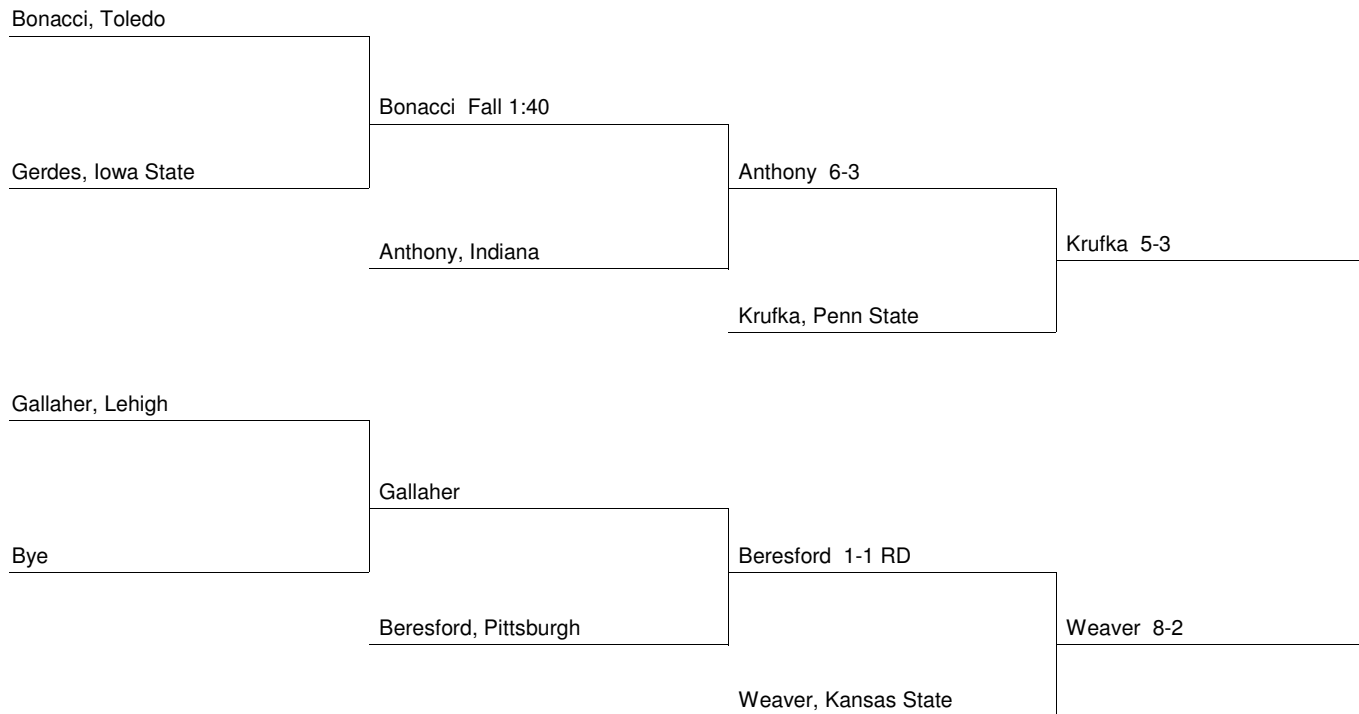 Bonacci, Toledo
Bonacci Fall 1:40
Gerdes, Iowa State
Anthony 6-3
Anthony, Indiana
Krufka 5-3
Krufka, Penn State
Gallaher, Lehigh
Gallaher
Bye
Beresford 1-1 RD
Beresford, Pittsburgh
Weaver 8-2
Weaver, Kansas State